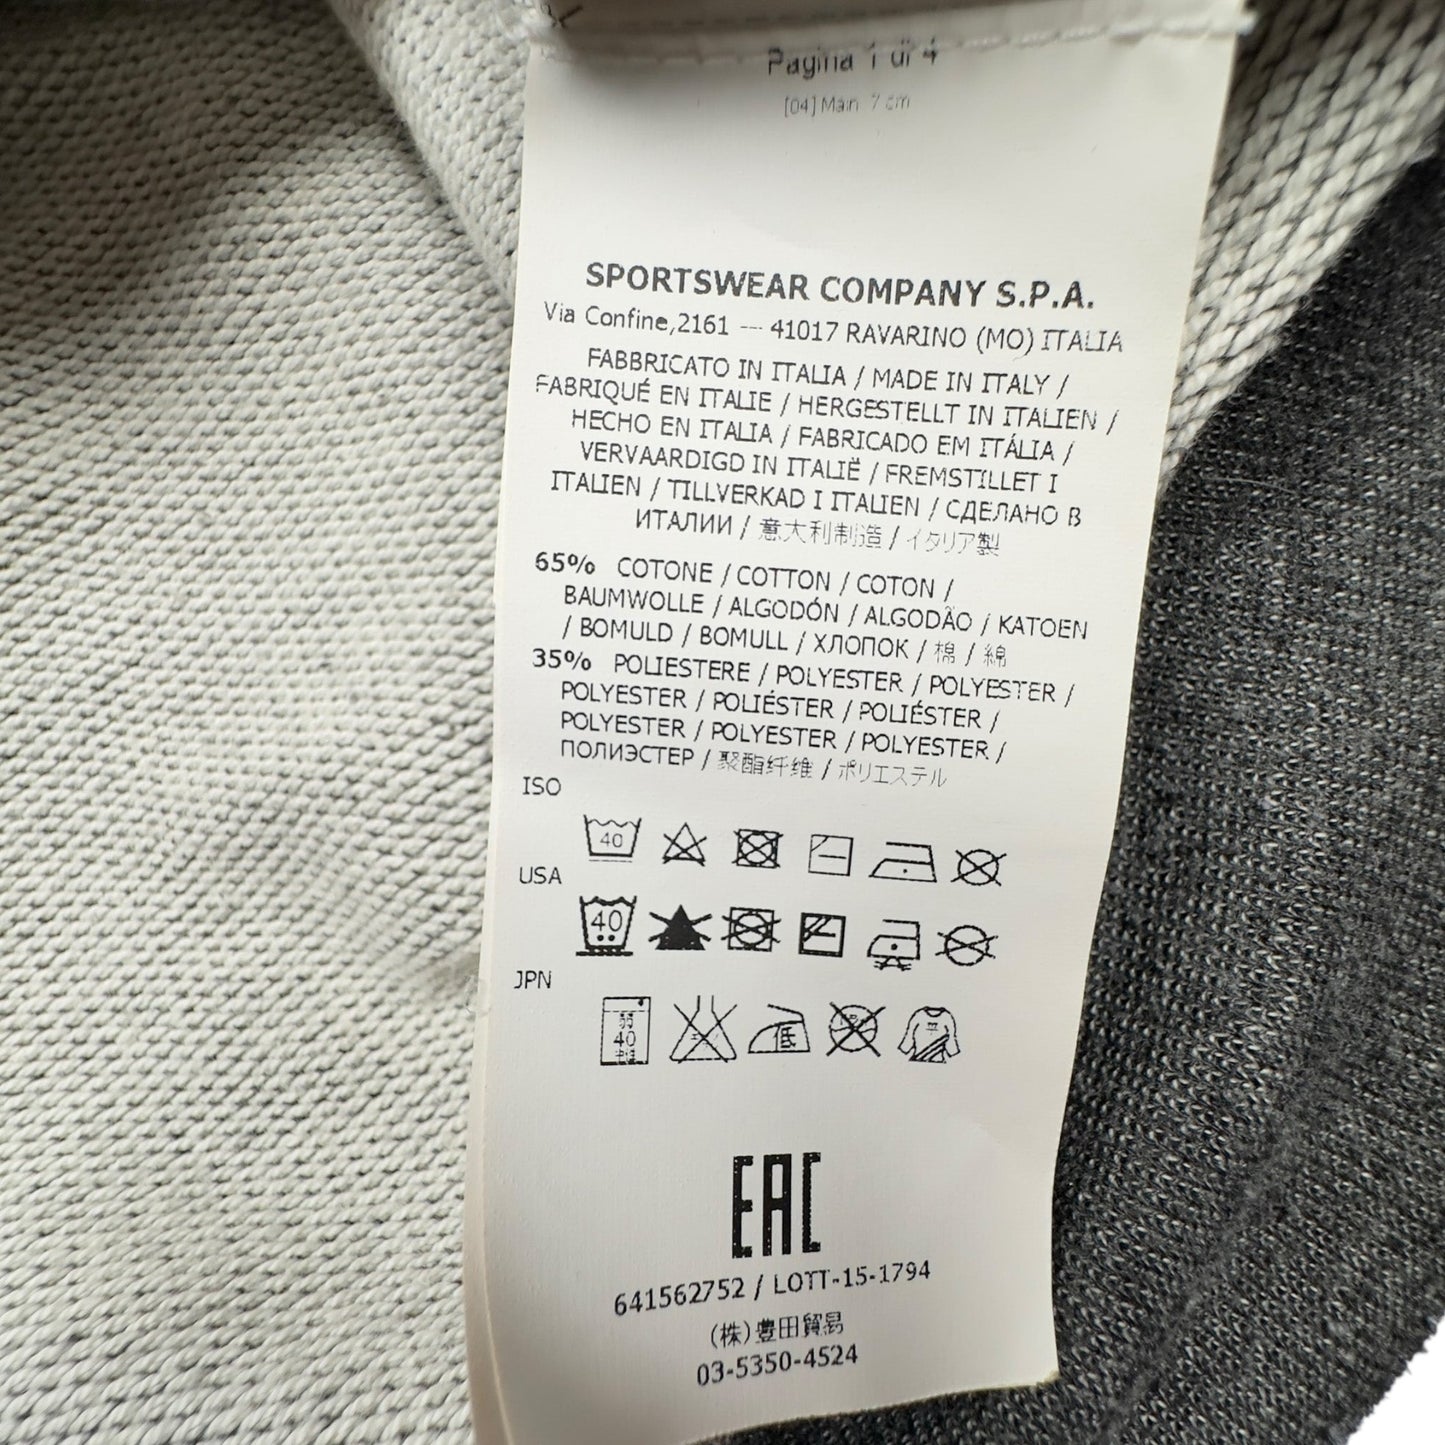 Pagina 1 di 4
[04] Main 7 cm
SPORTSWEAR COMPANY S.P.A.
Via Confine,2161 --- 41017 RAVARINO (MO) ITALIA
FABBRICATO IN ITALIA / MADE IN ITALY /
FABRIQUÉ EN ITALIE / HERGESTELLT IN ITALIEN /
HECHO EN ITALIA / FABRICADO EM ITÁLIA /
VERVAARDIGD IN ITALIË / FREMSTILLET I
ITALIEN / TILLVERKAD I ITALIEN / СДЕЛАНО В
ИТАЛИИ / 意大利制造 / イタリア製
65% COTONE / COTTON / COTON /
BAUMWOLLE / ALGODÓN / ALGODÃO / KATOEN
/ BOMULD / BOMULL / ХЛОПОК / 棉 / 綿
35% POLIESTERE / POLYESTER / POLYESTER /
POLYESTER / POLIÉSTER / POLIÉSTER /
POLYESTER / POLYESTER / POLYESTER /
ПОЛИЭСТЕР / 聚酯纤维 / ポリエステル
ISO
40
USA
40
JPN
弱
40
中性
低
平
EAC
641562752 / LOTT-15-1794
(株)豊田貿易
03-5350-4524